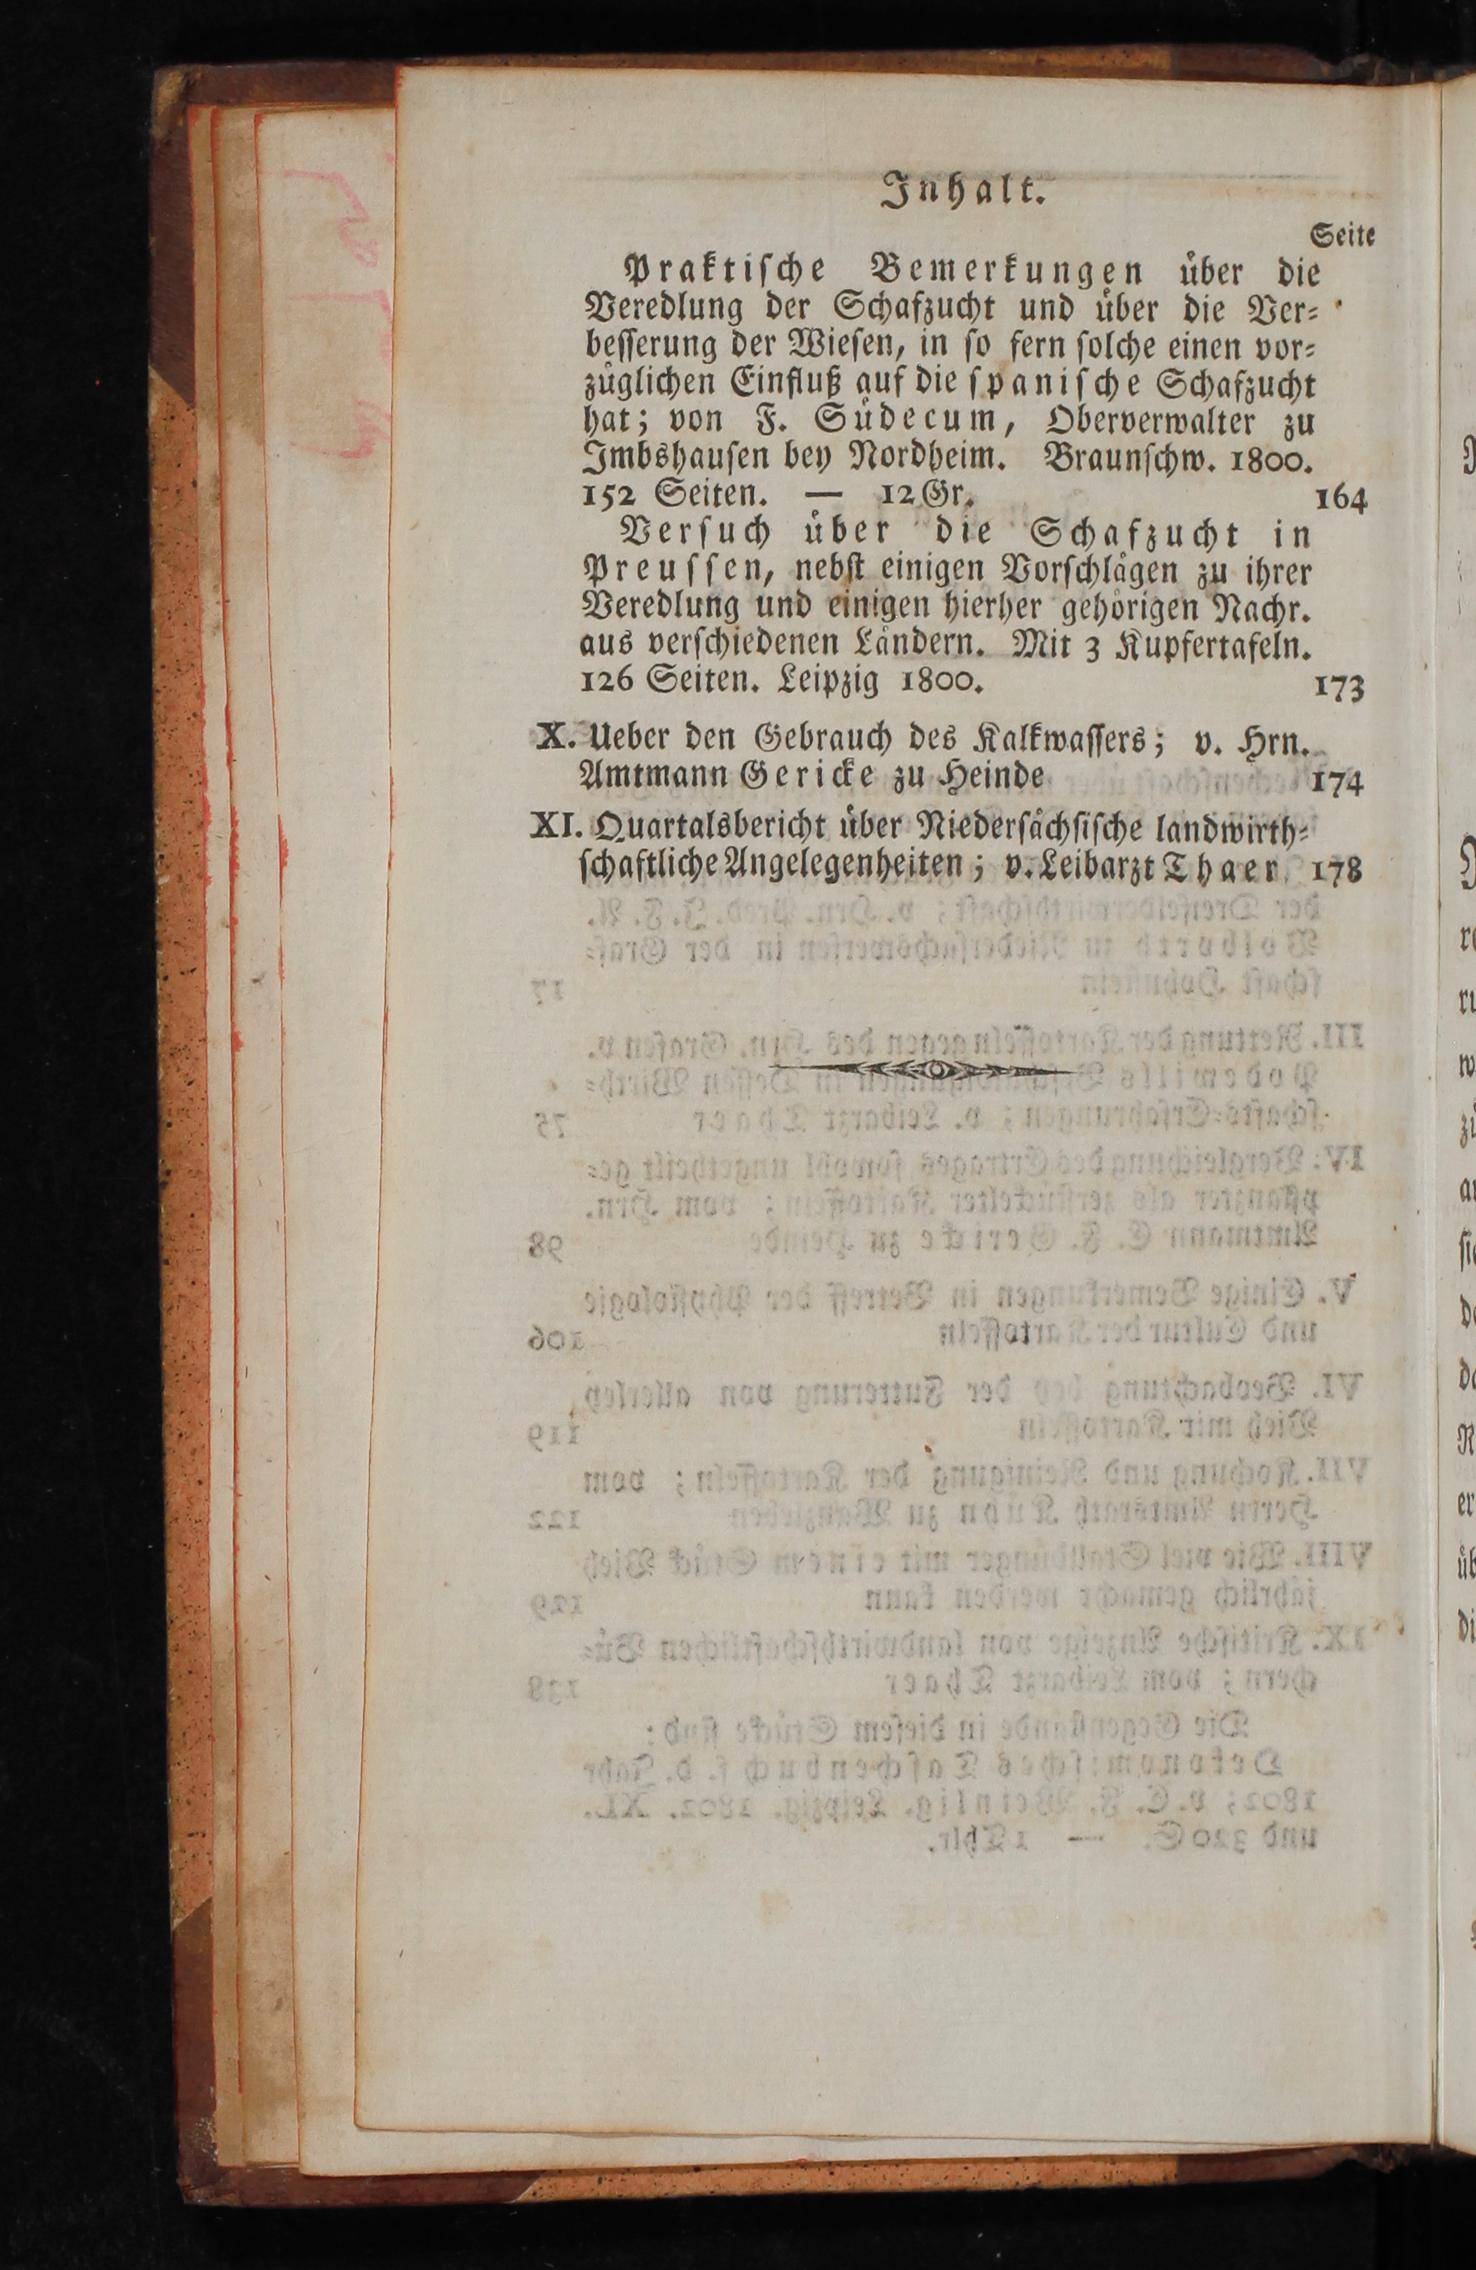 Inhalt.
Seite
Praktiſche Bemerkungen über die
Veredlung der Schafzucht und über die Ver⸗
beſſerung der Wieſen, in ſo fern ſolche einen vor⸗
züglichen Einfluß auf die ſpaniſche Schafzucht
hat; von F. Südecum, Oberverwalter zu
Imbshauſen bey Nordheim. Braunſchw. 1800.
152 Seiten. — 12 Gr. 164
Verſuch über die Schafzucht in
Preuſſen, nebſt einigen Vorſchlägen zu ihrer
Veredlung und einigen hierher gehörigen Nachr.
aus verſchiedenen Ländern. Mit 3 Kupfertafeln.
126 Seiten. Leipzig 1800. 173
X. Ueber den Gebrauch des Kalkwaſſers; v. Hrn.
Amtmann Gericke zu Heinde 174
XI. Quartalsbericht über Niederſächſiſche landwirth⸗
ſchaftliche Angelegenheiten; v. Leibarzt Thaer 178